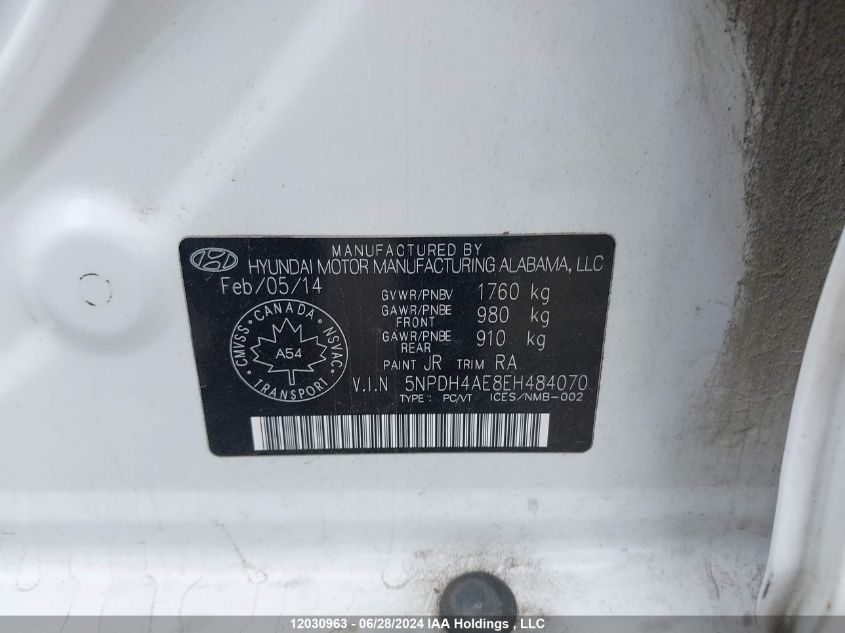 MANUFACTURED BY
HYUNDAI MOTOR MANUFACTURING ALABAMA, LLC
Feb/05/14
GVWR/PNBV 1760 kg
GAWR/PNBE FRONT 980 kg
GAWR/PNBE REAR 910 kg
PAINT JR TRIM RA
V.I.N 5NPDH4AE8EH484070
TYPE : PC/VT ICES/NMB-002
CMVSS · CANADA · NSVAC
A54
TRANSPORT
12030963 - 06/28/2024 IAA Holdings , LLC